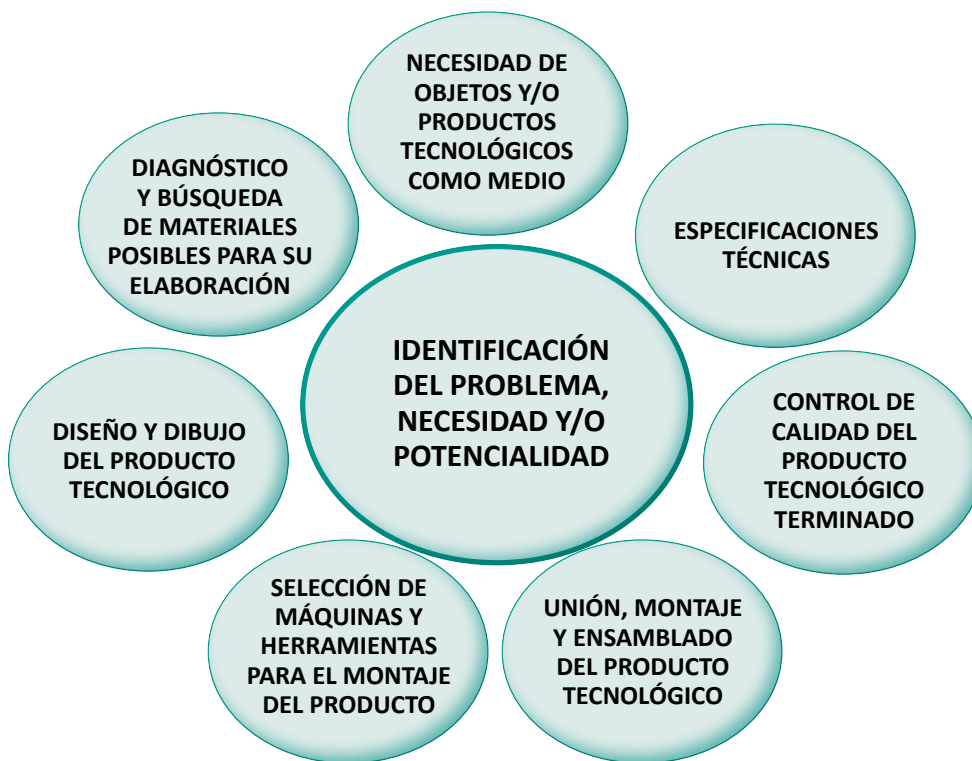 NECESIDAD DE
OBJETOS Y/O
PRODUCTOS
TECNOLÓGICOS
COMO MEDIO
DIAGNÓSTICO
Y BÚSQUEDA
DE MATERIALES
POSIBLES PARA SU
ELABORACIÓN
ESPECIFICACIONES
TÉCNICAS
IDENTIFICACIÓN
DEL PROBLEMA,
NECESIDAD Y/O
POTENCIALIDAD
DISEÑO Y DIBUJO
DEL PRODUCTO
TECNOLÓGICO
CONTROL DE
CALIDAD DEL
PRODUCTO
TECNOLÓGICO
TERMINADO
SELECCIÓN DE
MÁQUINAS Y
HERRAMIENTAS
PARA EL MONTAJE
DEL PRODUCTO
UNIÓN, MONTAJE
Y ENSAMBLADO
DEL PRODUCTO
TECNOLÓGICO